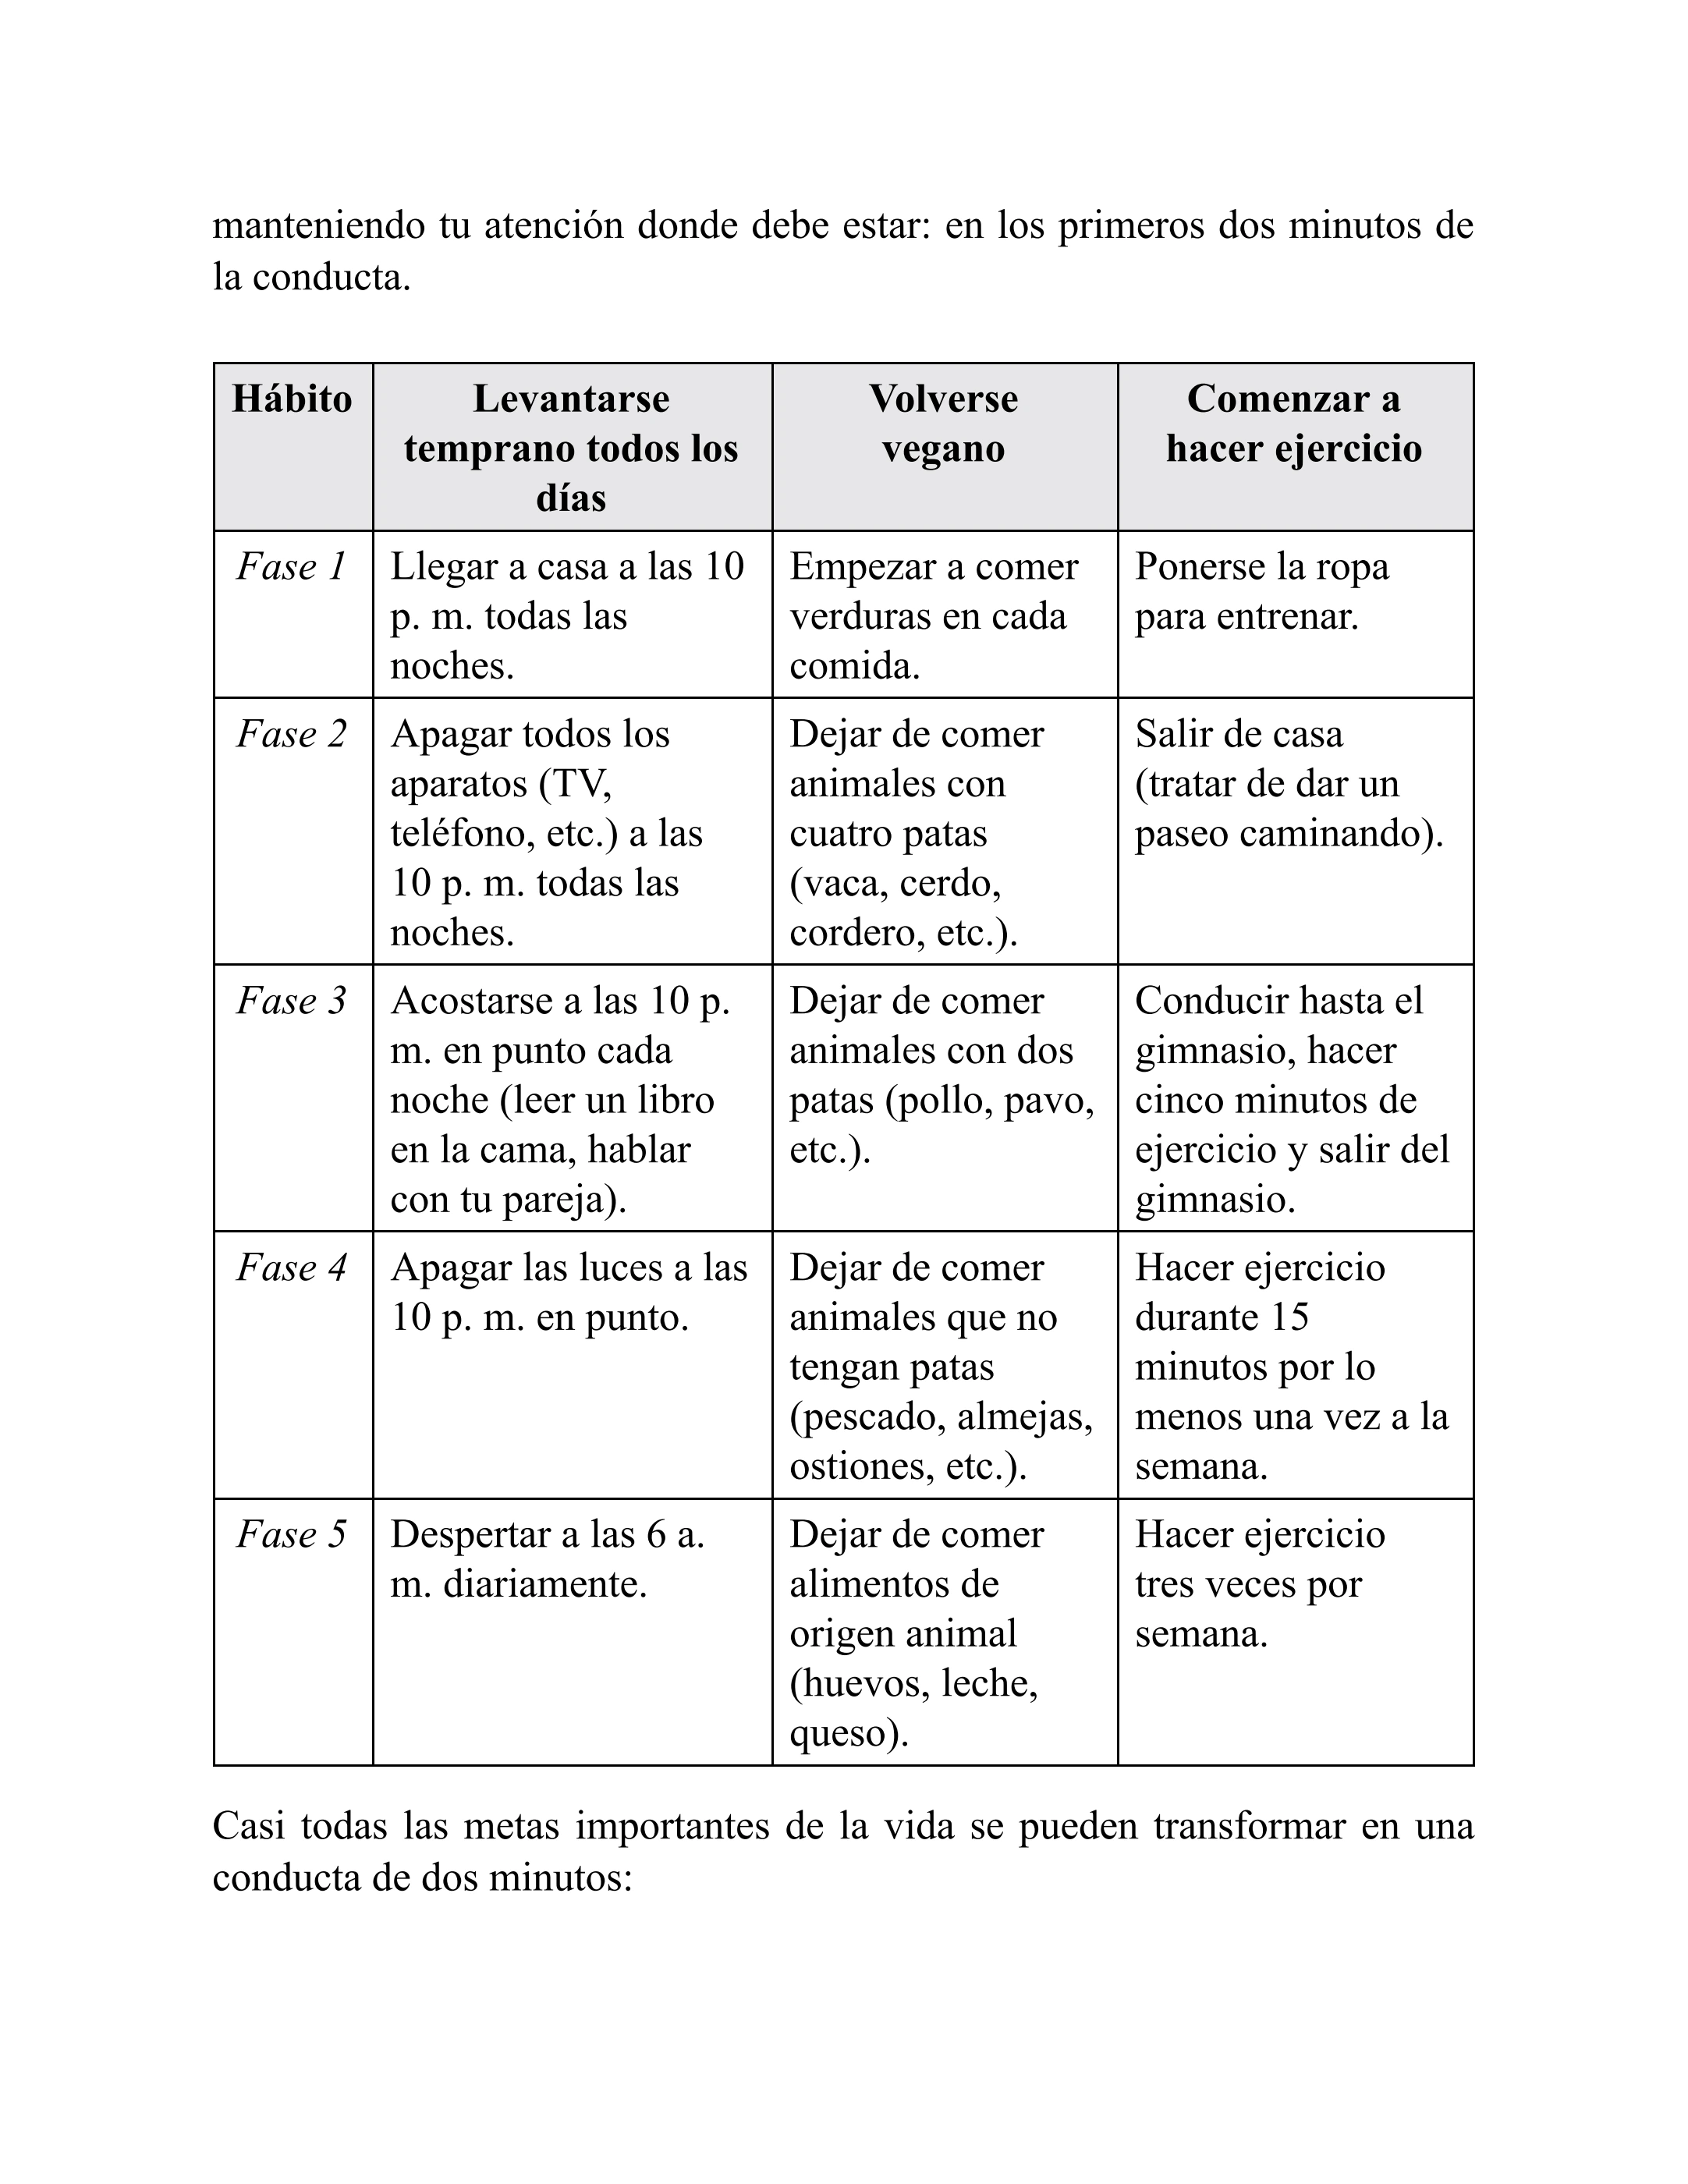 manteniendo tu atención donde debe estar: en los primeros dos minutos de
la conducta.
Hábito
Levantarse
temprano todos los
días
Volverse
vegano
Comenzar a
hacer ejercicio
Fase 1
Llegar a casa a las 10
p. m. todas las
noches.
Empezar a comer
verduras en cada
comida.
Ponerse la ropa
para entrenar.
Fase 2
Apagar todos los
aparatos (TV,
teléfono, etc.) a las
10 p. m. todas las
noches.
Dejar de comer
animales con
cuatro patas
(vaca, cerdo,
cordero, etc.).
Salir de casa
(tratar de dar un
paseo caminando).
Fase 3
Acostarse a las 10 p.
m. en punto cada
noche (leer un libro
en la cama, hablar
con tu pareja).
Dejar de comer
animales con dos
patas (pollo, pavo,
etc.).
Conducir hasta el
gimnasio, hacer
cinco minutos de
ejercicio y salir del
gimnasio.
Fase 4
Apagar las luces a las
10 p. m. en punto.
Dejar de comer
animales que no
tengan patas
(pescado, almejas,
ostiones, etc.).
Hacer ejercicio
durante 15
minutos por lo
menos una vez a la
semana.
Fase 5
Despertar a las 6 a.
m. diariamente.
Dejar de comer
alimentos de
origen animal
(huevos, leche,
queso).
Hacer ejercicio
tres veces por
semana.
Casi todas las metas importantes de la vida se pueden transformar en una
conducta de dos minutos: